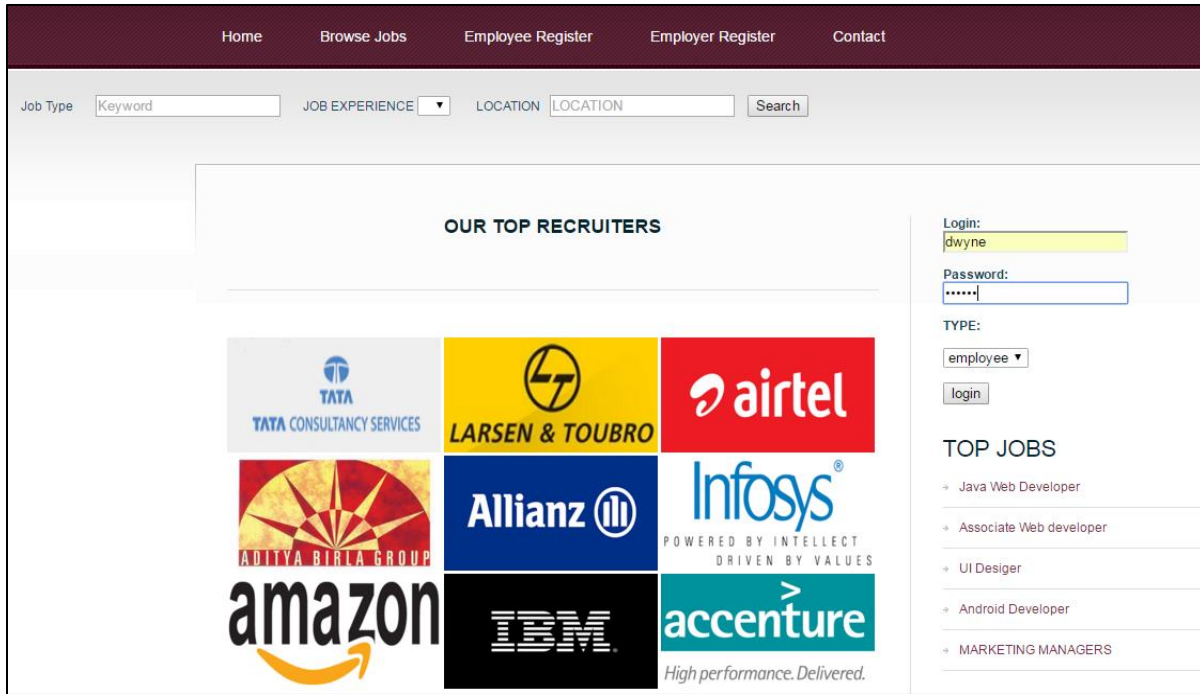 Home Browse Jobs Employee Register Employer Register Contact
Job Type Keyword JOB EXPERIENCE LOCATION LOCATION Search
OUR TOP RECRUITERS
TATA
TATA CONSULTANCY SERVICES
LT
LARSEN & TOUBRO
airtel
ADITYA BIRLA GROUP
Allianz
Infosys®
POWERED BY INTELLECT
DRIVEN BY VALUES
amazon
IBM.
accenture
High performance. Delivered.
Login:
dwyne
Password:
••••••
TYPE:
employee
login
TOP JOBS
Java Web Developer
Associate Web developer
UI Desiger
Android Developer
MARKETING MANAGERS